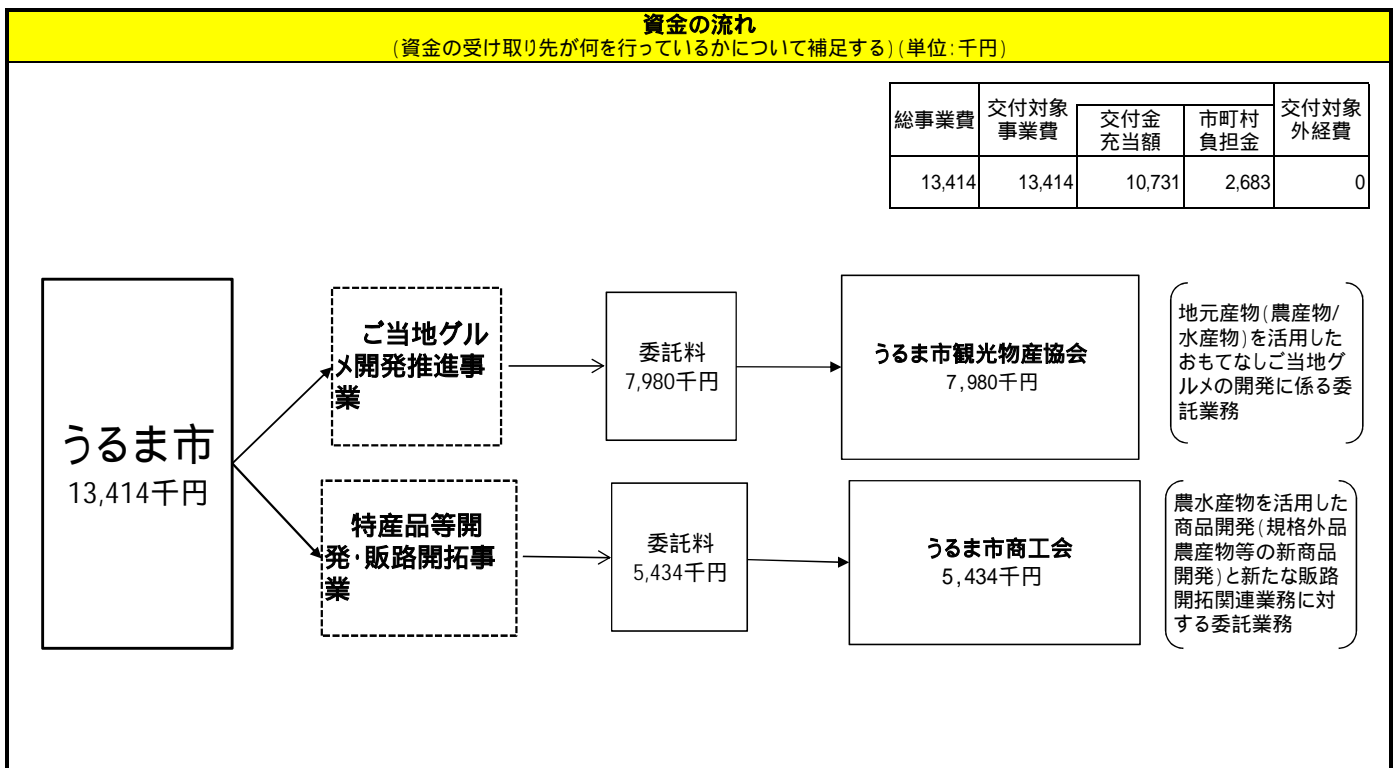 資金の流れ
(資金の受け取り先が何を行っているかについて補足する)(単位:千円)
総事業費
交付対象
事業費
交付金
充当額
市町村
負担金
交付対象
外経費
13,414
13,414
10,731
2,683
0
うるま市
13,414千円
ご当地グル
メ開発推進事
業
委託料
7,980千円
うるま市観光物産協会
7,980千円
地元産物(農産物/
水産物)を活用した
おもてなしご当地グ
ルメの開発に係る委
託業務
特産品等開
発・販路開拓事
業
委託料
5,434千円
うるま市商工会
5,434千円
農水産物を活用した
商品開発(規格外品
農産物等の新商品
開発)と新たな販路
開拓関連業務に対
する委託業務